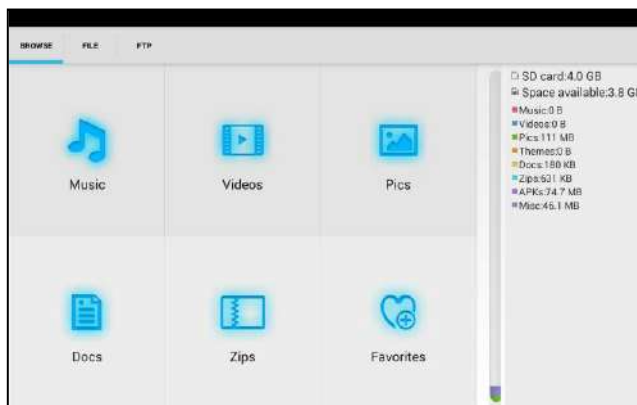 BROWSE FILE FTP
SD card:4.0 GB
Space available:3.8 G
Music:0 B
Videos:0 B
Pics:111 MB
Themes:0 B
Docs:180 KB
Zips:631 KB
APKs:74.7 MB
Misc:46.1 MB
Music Videos Pics
Docs Zips Favorites